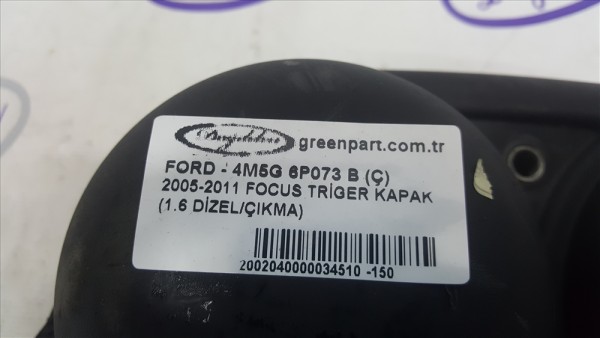 greenpart.com.tr
FORD - 4M5G 6P073 B (Ç)
2005-2011 FOCUS TRİGER KAPAK
(1.6 DİZEL/ÇIKMA)
2002040000034510 -150